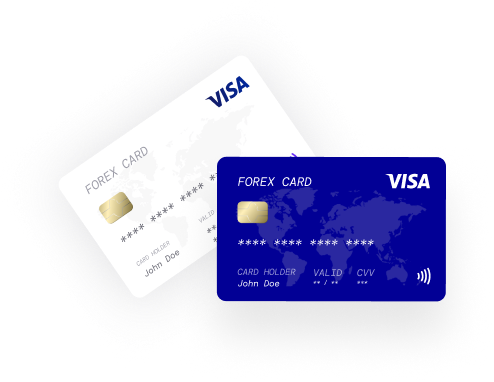 VISA
FOREX CARD
**** **** ****
CARD HOLDER
John Doe
VALID
FOREX CARD
VISA
**** **** **** ****
CARD HOLDER VALID CVV
John Doe ** / ** ***